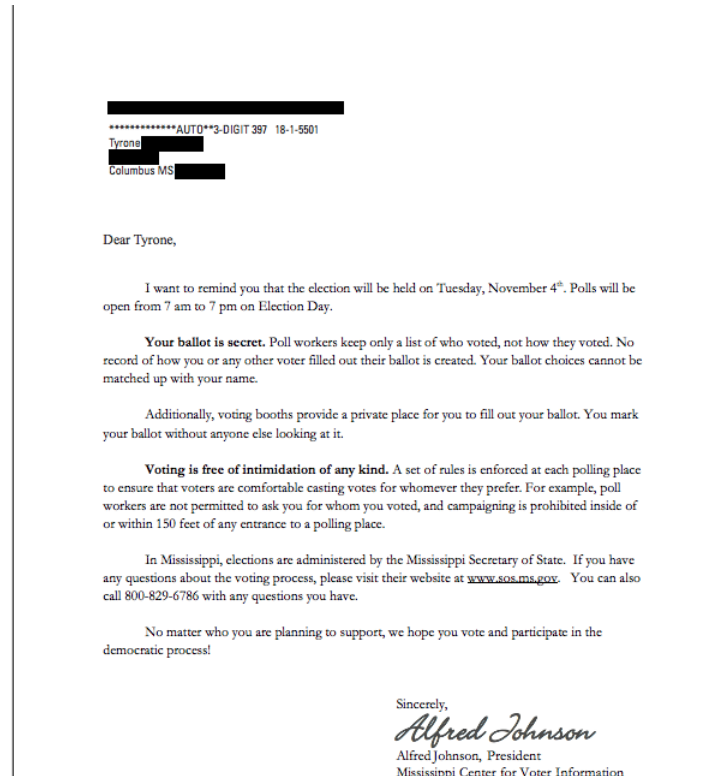 *************AUTO**3-DIGIT 397 18-1-5501
Tyrone
Columbus MS
Dear Tyrone,
I want to remind you that the election will be held on Tuesday, November 4th. Polls will be
open from 7 am to 7 pm on Election Day.
Your ballot is secret. Poll workers keep only a list of who voted, not how they voted. No
record of how you or any other voter filled out their ballot is created. Your ballot choices cannot be
matched up with your name.
Additionally, voting booths provide a private place for you to fill out your ballot. You mark
your ballot without anyone else looking at it.
Voting is free of intimidation of any kind. A set of rules is enforced at each polling place
to ensure that voters are comfortable casting votes for whomever they prefer. For example, poll
workers are not permitted to ask you for whom you voted, and campaigning is prohibited inside of
or within 150 feet of any entrance to a polling place.
In Mississippi, elections are administered by the Mississippi Secretary of State. If you have
any questions about the voting process, please visit their website at www.sos.ms.gov. You can also
call 800-829-6786 with any questions you have.
No matter who you are planning to support, we hope you vote and participate in the
democratic process!
Sincerely,
Alfred Johnson
Alfred Johnson, President
Mississippi Center for Voter Information